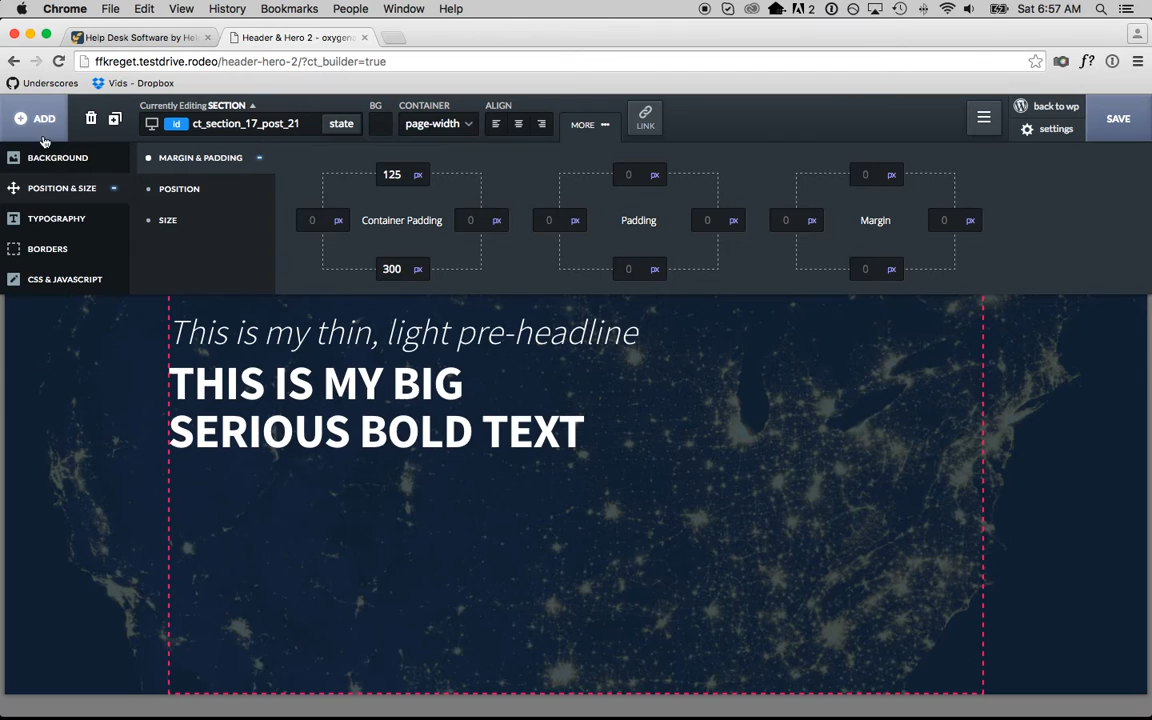 Chrome File Edit View History Bookmarks People Window Help 2 Sat 6:57 AM
Help Desk Software by He Header & Hero 2 - oxygen
ffkreget.testdrive.rodeo/header-hero-2/?ct_builder=true
Underscores Vids - Dropbox
ADD
Currently Editing SECTION BG CONTAINER ALIGN
id ct_section_17_post_21 state page-width MORE LINK
back to wp
settings
SAVE
BACKGROUND
POSITION & SIZE
TYPOGRAPHY
BORDERS
CSS & JAVASCRIPT
MARGIN & PADDING
POSITION
SIZE
125 px 0 px 0 px
0 px Container Padding 0 px 0 px Padding 0 px 0 px Margin 0 px
300 px 0 px 0 px
This is my thin, light pre-headline
THIS IS MY BIG
SERIOUS BOLD TEXT